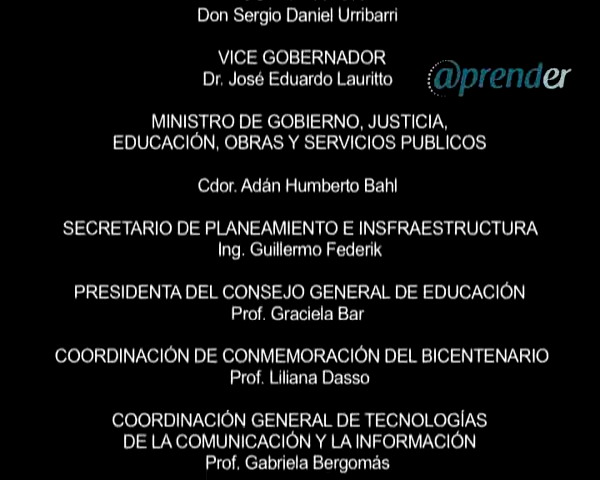 Don Sergio Daniel Urribarri
VICE GOBERNADOR
Dr. José Eduardo Lauritto
@prender
MINISTRO DE GOBIERNO, JUSTICIA,
EDUCACIÓN, OBRAS Y SERVICIOS PUBLICOS
Cdor. Adán Humberto Bahl
SECRETARIO DE PLANEAMIENTO E INSFRAESTRUCTURA
Ing. Guillermo Federik
PRESIDENTA DEL CONSEJO GENERAL DE EDUCACIÓN
Prof. Graciela Bar
COORDINACIÓN DE CONMEMORACIÓN DEL BICENTENARIO
Prof. Liliana Dasso
COORDINACIÓN GENERAL DE TECNOLOGÍAS
DE LA COMUNICACIÓN Y LA INFORMACIÓN
Prof. Gabriela Bergomás